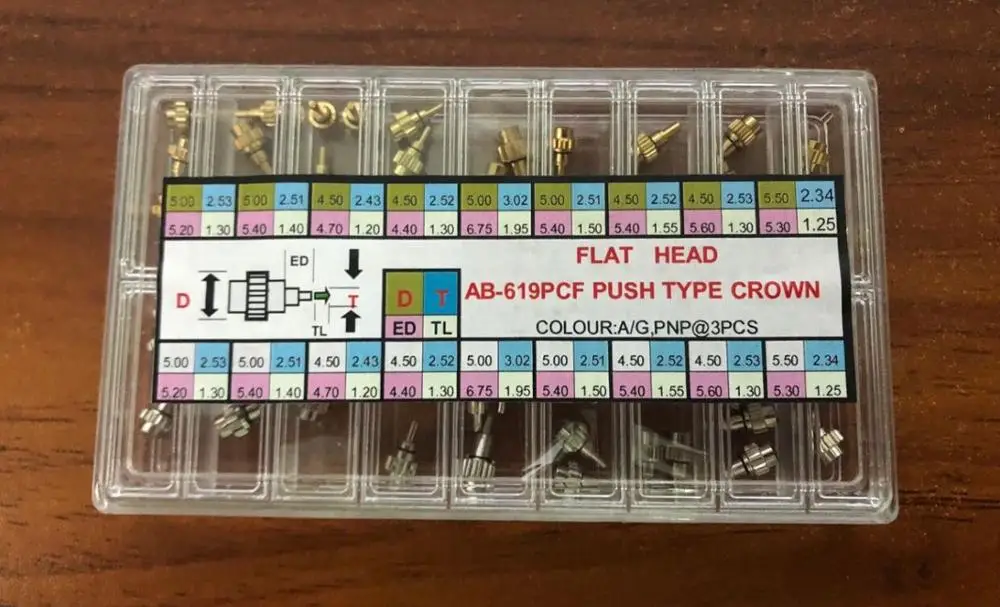 5.00 2.53 5.00 2.51 4.50 2.43 4.50 2.52 5.00 3.02 5.00 2.51 4.50 2.52 4.50 2.53 5.50 2.34
5.20 1.30 5.40 1.40 4.70 1.20 4.40 1.30 6.75 1.95 5.40 1.50 5.40 1.55 5.60 1.30 5.30 1.25
FLAT HEAD
ED
D
T
TL
D T
ED TL
AB-619PCF PUSH TYPE CROWN
COLOUR:A/G,PNP@3PCS
5.00 2.53 5.00 2.51 4.50 2.43 4.50 2.52 5.00 3.02 5.00 2.51 4.50 2.52 4.50 2.53 5.50 2.34
5.20 1.30 5.40 1.40 4.70 1.20 4.40 1.30 6.75 1.95 5.40 1.50 5.40 1.55 5.60 1.30 5.30 1.25